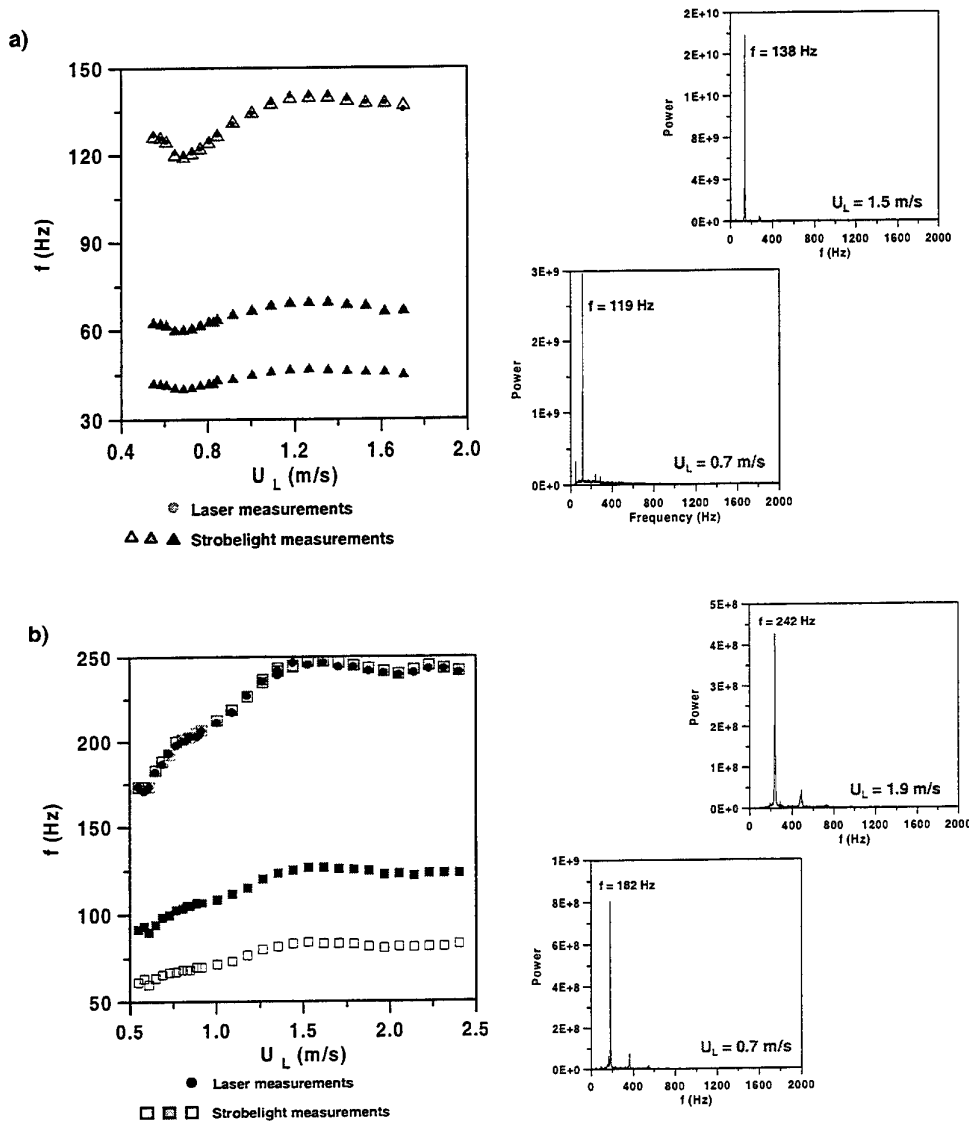 a)
150
120
90
60
30
f (Hz)
0.4 0.8 1.2 1.6 2.0
U L (m/s)
Laser measurements
Strobelight measurements
2E+10
2E+10
1E+10
8E+9
4E+9
0E+0
Power
f = 138 Hz
U L = 1.5 m/s
0 400 800 1200 1600 2000
f (Hz)
3E+9
2E+9
1E+9
0E+0
Power
f = 119 Hz
U L = 0.7 m/s
0 400 800 1200 1600 2000
Frequency (Hz)
b)
250
200
150
100
50
f (Hz)
0.5 1.0 1.5 2.0 2.5
U L (m/s)
Laser measurements
Strobelight measurements
5E+8
4E+8
3E+8
2E+8
1E+8
0E+0
Power
f = 242 Hz
U L = 1.9 m/s
0 400 800 1200 1600 2000
f (Hz)
1E+9
8E+8
6E+8
4E+8
2E+8
0E+0
Power
f = 182 Hz
U L = 0.7 m/s
0 400 800 1200 1600 2000
f (Hz)